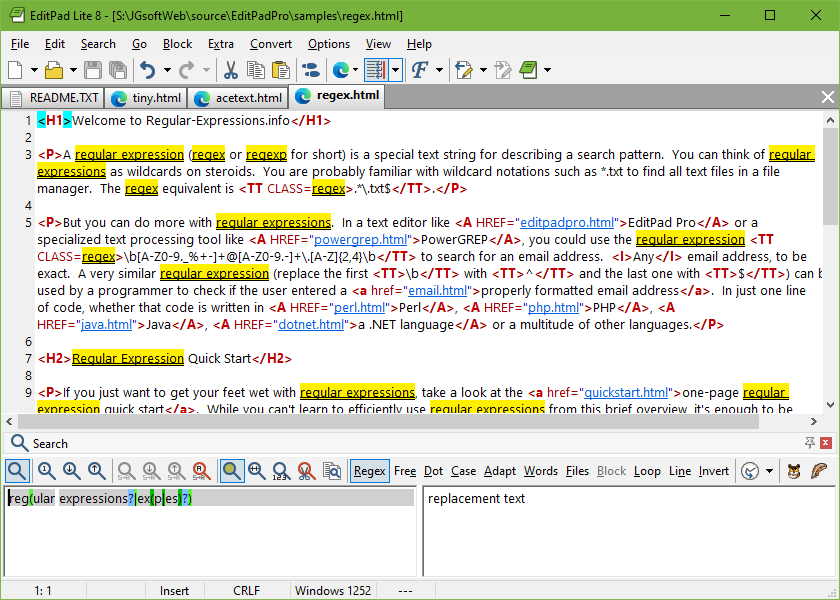 EditPad Lite 8 - [S:\JGsoftWeb\source\EditPadPro\samples\regex.html]
File Edit Search Go Block Extra Convert Options View Help
README.TXT tiny.html acetext.html regex.html
1 <H1>Welcome to Regular-Expressions.info</H1>
2
3 <P>A regular expression (regex or regexp for short) is a special text string for describing a search pattern.  You can think of regular
expressions as wildcards on steroids.  You are probably familiar with wildcard notations such as *.txt to find all text files in a file
manager.  The regex equivalent is <TT CLASS=regex>.*\.txt$</TT>.</P>
4
5 <P>But you can do more with regular expressions.  In a text editor like <A HREF="editpadpro.html">EditPad Pro</A> or a
specialized text processing tool like <A HREF="powergrep.html">PowerGREP</A>, you could use the regular expression <TT
CLASS=regex>\b[A-Z0-9._%+-]+@[A-Z0-9.-]+\.[A-Z]{2,4}\b</TT> to search for an email address.  <I>Any</I> email address, to be
exact.  A very similar regular expression (replace the first <TT>\b</TT> with <TT>^</TT> and the last one with <TT>$</TT>) can b
used by a programmer to check if the user entered a <a href="email.html">properly formatted email address</a>.  In just one line
of code, whether that code is written in <A HREF="perl.html">Perl</A>, <A HREF="php.html">PHP</A>, <A
HREF="java.html">Java</A>, <A HREF="dotnet.html">a .NET language</A> or a multitude of other languages.</P>
6
7 <H2>Regular Expression Quick Start</H2>
8
9 <P>If you just want to get your feet wet with regular expressions, take a look at the <a href="quickstart.html">one-page regular
expression quick start</a>.  While you can't learn to efficiently use regular expressions from this brief overview, it's enough to be
Search
Regex Free Dot Case Adapt Words Files Block Loop Line Invert
reg(ular expressions?|ex(p|es)?)
replacement text
1: 1 Insert CRLF Windows 1252 ---